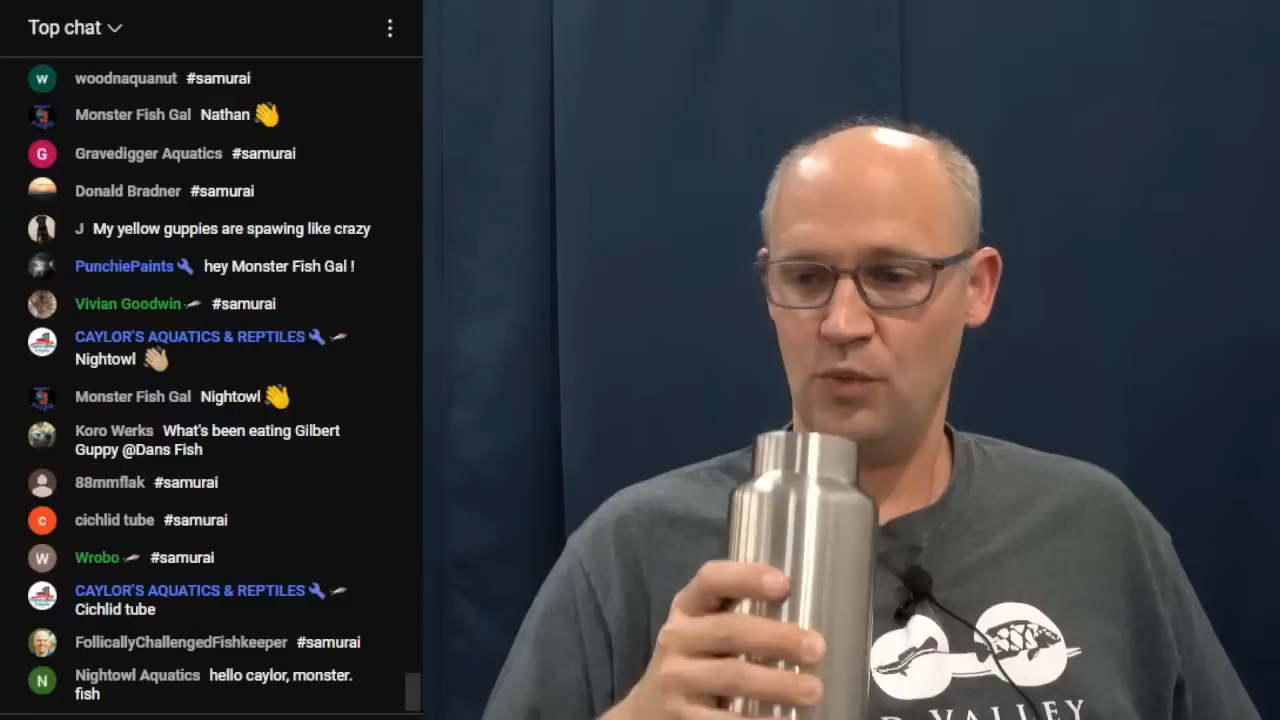 Top chat
w woodnaquanut #samurai
Monster Fish Gal Nathan 👋
G Gravedigger Aquatics #samurai
Donald Bradner #samurai
J My yellow guppies are spawing like crazy
PunchiePaints hey Monster Fish Gal !
Vivian Goodwin #samurai
CAYLOR'S AQUATICS & REPTILES
Nightowl 👋🏼
Monster Fish Gal Nightowl 👋
Koro Werks What's been eating Gilbert
Guppy @Dans Fish
88mmflak #samurai
c cichlid tube #samurai
W Wrobo #samurai
CAYLOR'S AQUATICS & REPTILES
Cichlid tube
FollicallyChallengedFishkeeper #samurai
N Nightowl Aquatics hello caylor, monster.
fish
VALLEY